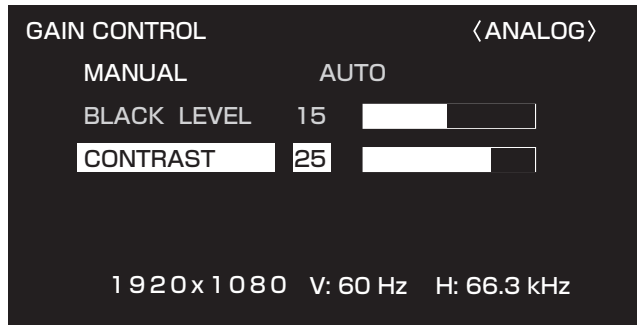 GAIN CONTROL 〈ANALOG〉
MANUAL AUTO
BLACK LEVEL 15
CONTRAST 25
1920x1080 V: 60 Hz H: 66.3 kHz